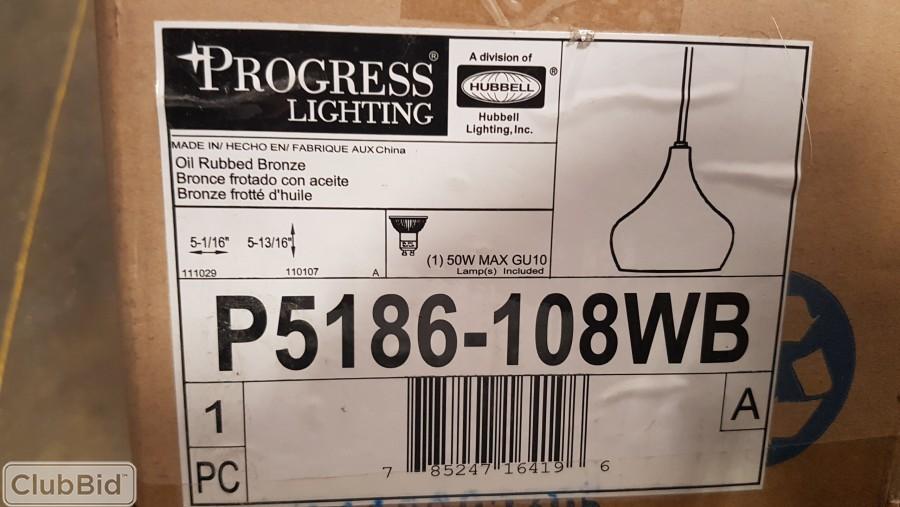 PROGRESS®
LIGHTING
A division of
HUBBELL®
Hubbell
Lighting, Inc.
MADE IN/ HECHO EN/ FABRIQUE AUX China
Oil Rubbed Bronze
Bronce frotado con aceite
Bronze frotté d'huile
5-1/16" 5-13/16"
111029 110107 A
(1) 50W MAX GU10
Lamp(s) Included
P5186-108WB
1
PC
A
7 85247 16419 6
ClubBid™